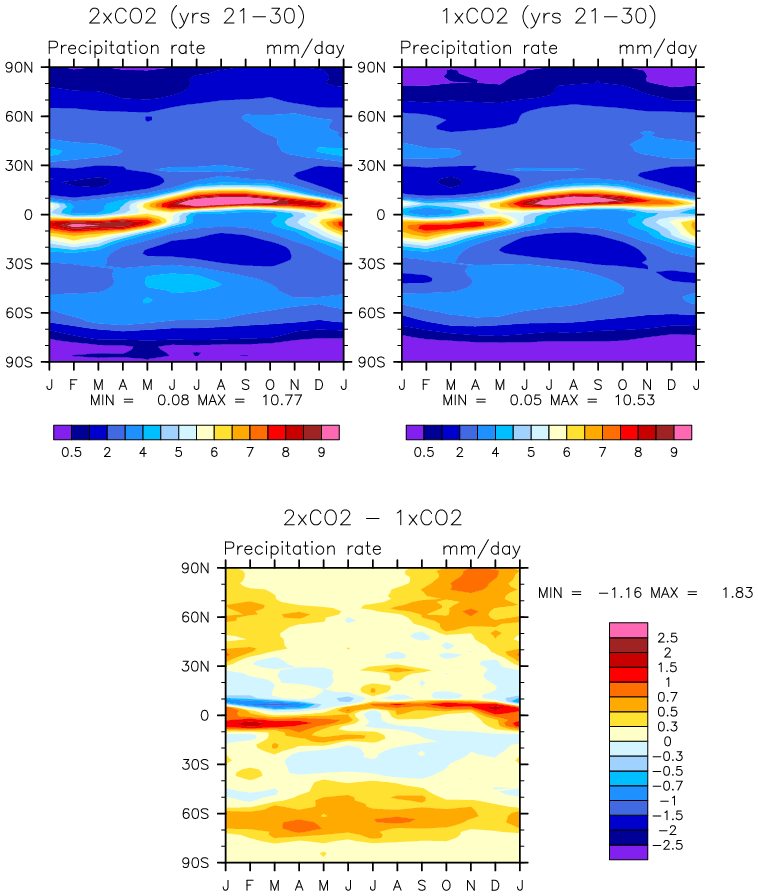 2xCO2 (yrs 21-30)
Precipitation rate mm/day
90N
60N
30N
0
30S
60S
90S
J F M A M J J A S O N D J
MIN = 0.08 MAX = 10.77
0.5 2 4 5 6 7 8 9
1xCO2 (yrs 21-30)
Precipitation rate mm/day
90N
60N
30N
0
30S
60S
90S
J F M A M J J A S O N D J
MIN = 0.05 MAX = 10.53
0.5 2 4 5 6 7 8 9
2xCO2 - 1xCO2
Precipitation rate mm/day
90N
60N
30N
0
30S
60S
90S
J F M A M J J A S O N D J
MIN = -1.16 MAX = 1.83
2.5
2
1.5
1
0.7
0.5
0.3
0
-0.3
-0.5
-0.7
-1
-1.5
-2
-2.5